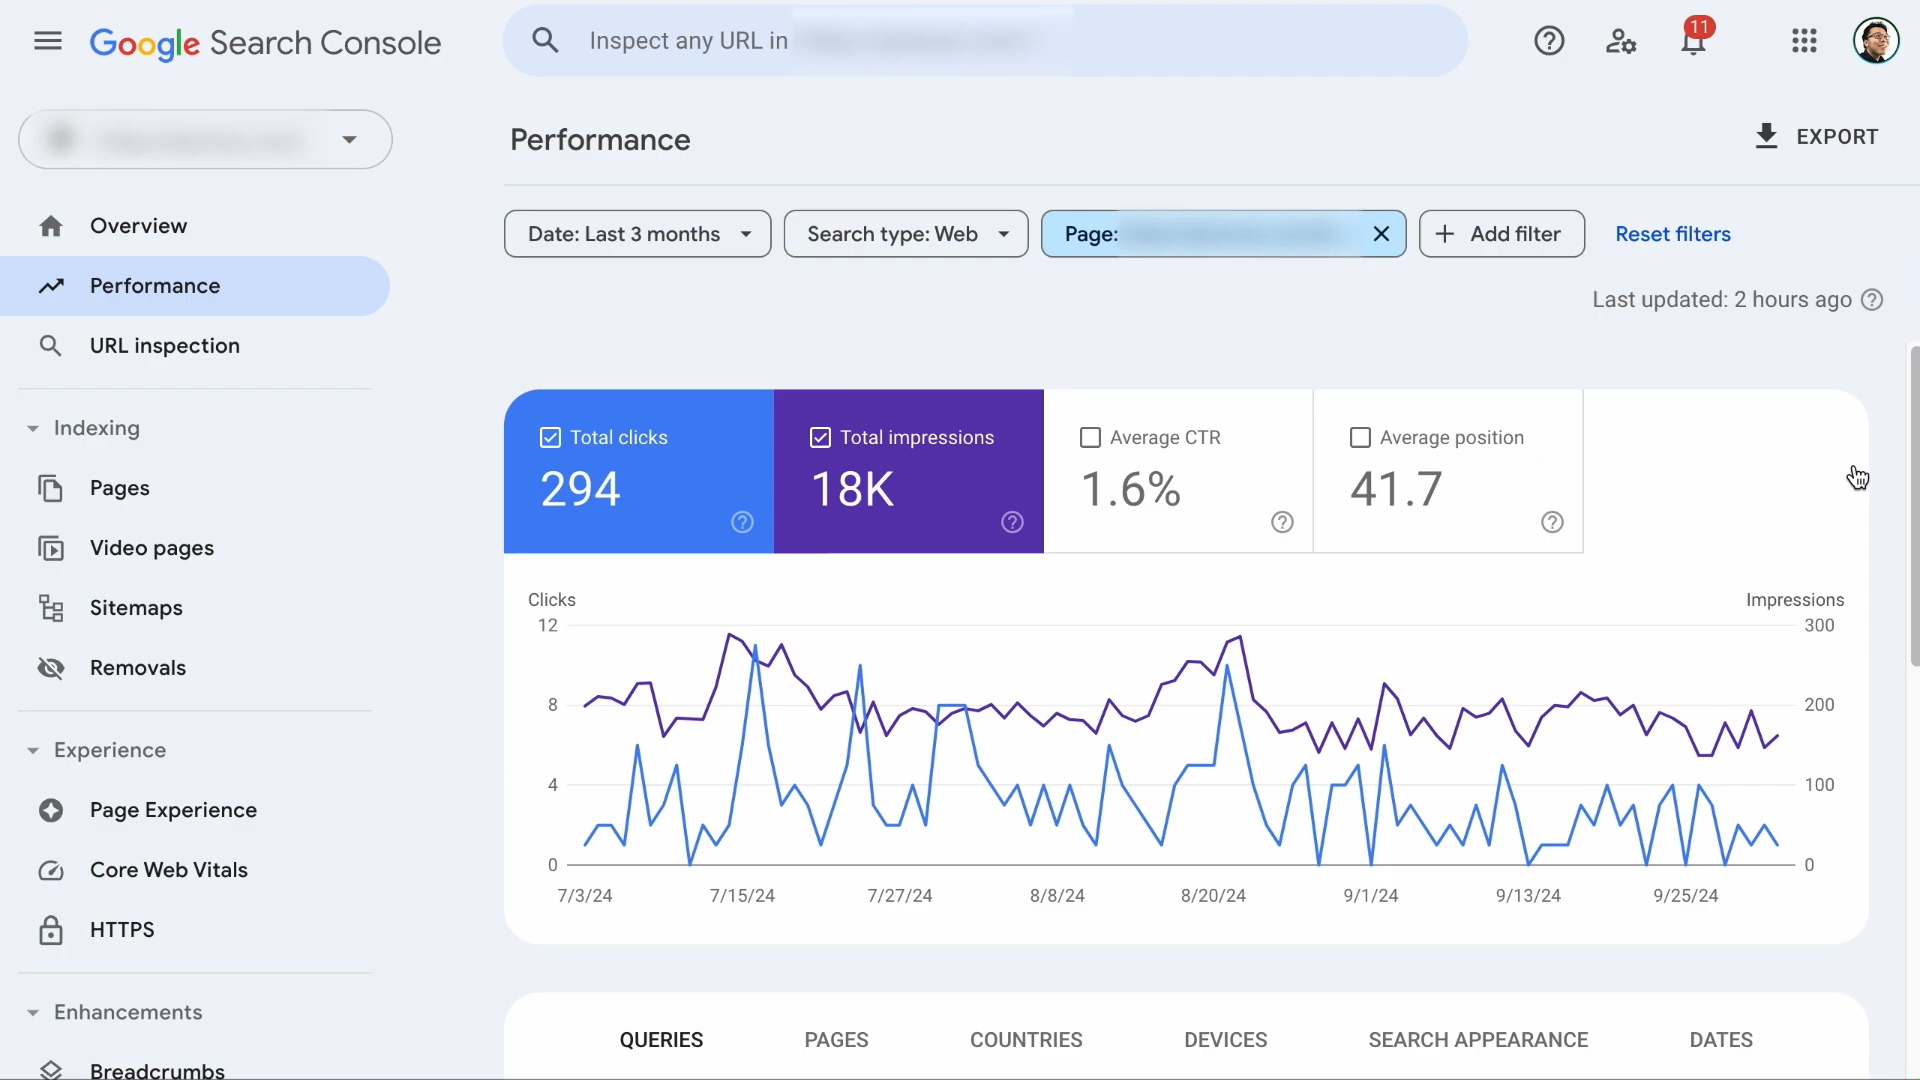 Google Search Console
Inspect any URL in
11
Performance
EXPORT
Overview
Performance
URL inspection
Indexing
Pages
Video pages
Sitemaps
Removals
Experience
Page Experience
Core Web Vitals
HTTPS
Enhancements
Breadcrumbs
Date: Last 3 months
Search type: Web
Page:
Add filter
Reset filters
Last updated: 2 hours ago
Total clicks
294
Total impressions
18K
Average CTR
1.6%
Average position
41.7
Clicks
Impressions
12
300
8
200
4
100
0
0
7/3/24
7/15/24
7/27/24
8/8/24
8/20/24
9/1/24
9/13/24
9/25/24
QUERIES
PAGES
COUNTRIES
DEVICES
SEARCH APPEARANCE
DATES